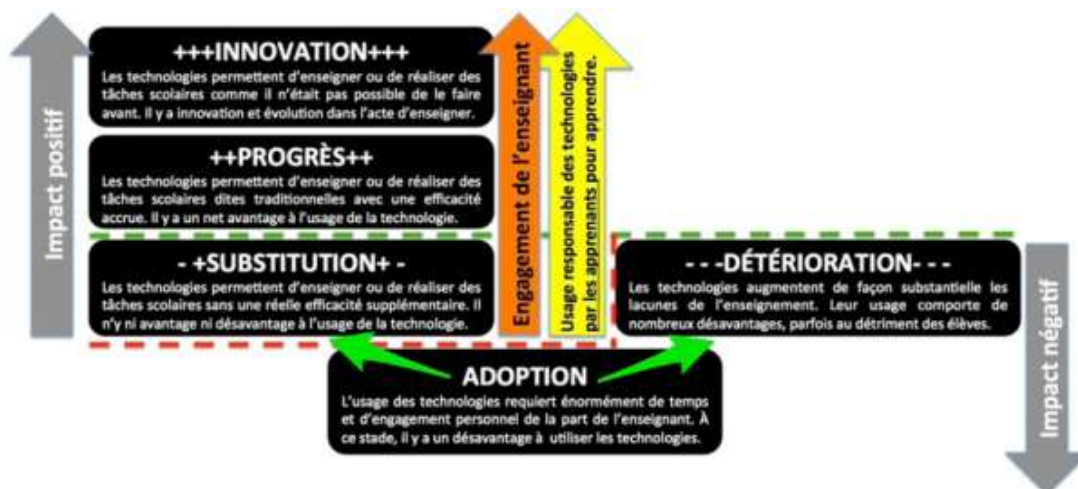 Impact positif
+++INNOVATION+++
Les technologies permettent d'enseigner ou de réaliser des
tâches scolaires comme il n'était pas possible de le faire
avant. Il y a innovation et évolution dans l'acte d'enseigner.
++PROGRÈS++
Les technologies permettent d'enseigner ou de réaliser des
tâches scolaires dites traditionnelles avec une efficacité
accrue. Il y a un net avantage à l'usage de la technologie.
- +SUBSTITUTION+ -
Les technologies permettent d'enseigner ou de réaliser des
tâches scolaires sans une réelle efficacité supplémentaire. Il
n'y ni avantage ni désavantage à l'usage de la technologie.
Engagement de l'enseignant
Usage responsable des technologies
par les apprenants pour apprendre.
- - -DÉTÉRIORATION- - -
Les technologies augmentent de façon substantielle les
lacunes de l'enseignement. Leur usage comporte de
nombreux désavantages, parfois au détriment des élèves.
Impact négatif
ADOPTION
L'usage des technologies requiert énormément de temps
et d'engagement personnel de la part de l'enseignant. À
ce stade, il y a un désavantage à utiliser les technologies.